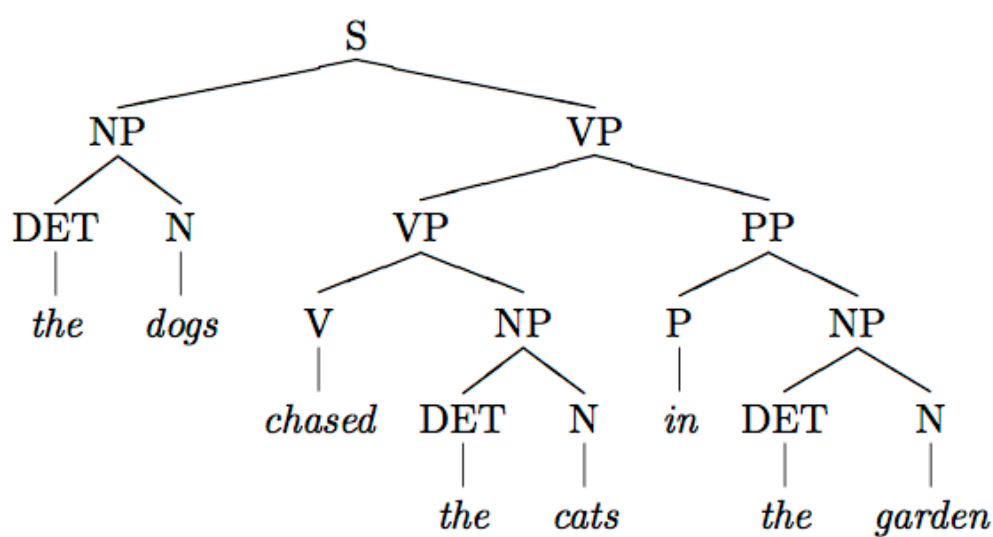 S
NP VP
DET N VP PP
the dogs V NP P NP
chased DET N in DET N
the cats the garden